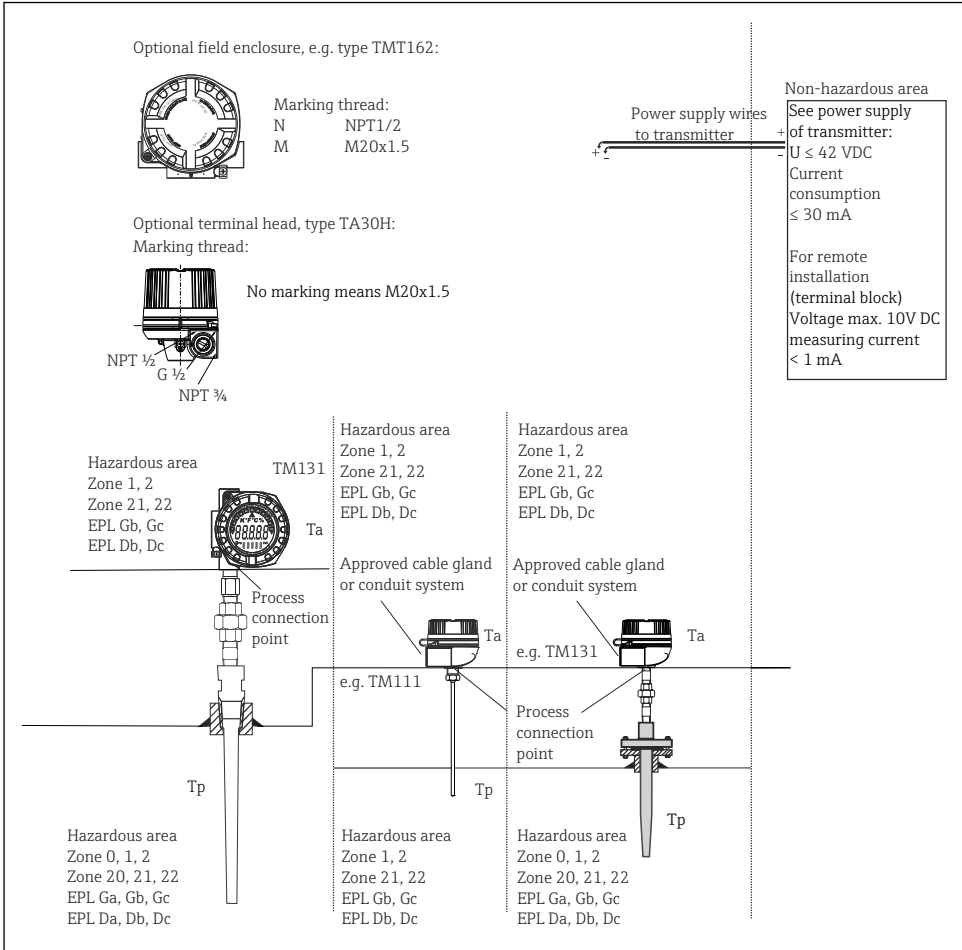 Optional field enclosure, e.g. type TMT162:
Marking thread:
N NPT1/2
M M20x1.5
Optional terminal head, type TA30H:
Marking thread:
No marking means M20x1.5
NPT ½
G ½
NPT ¾
Power supply wires
to transmitter
+
-
+
-
Non-hazardous area
See power supply
of transmitter:
U ≤ 42 VDC
Current
consumption
≤ 30 mA
For remote
installation
(terminal block)
Voltage max. 10V DC
measuring current
< 1 mA
Hazardous area
Zone 1, 2
Zone 21, 22
EPL Gb, Gc
EPL Db, Dc
TM131
Ta
Process
connection
point
Tp
Hazardous area
Zone 0, 1, 2
Zone 20, 21, 22
EPL Ga, Gb, Gc
EPL Da, Db, Dc
Hazardous area
Zone 1, 2
Zone 21, 22
EPL Gb, Gc
EPL Db, Dc
Approved cable gland
or conduit system
Ta
e.g. TM111
Tp
Hazardous area
Zone 1, 2
Zone 21, 22
EPL Gb, Gc
EPL Db, Dc
Hazardous area
Zone 1, 2
Zone 21, 22
EPL Gb, Gc
EPL Db, Dc
Approved cable gland
or conduit system
Ta
e.g. TM131
Process
connection
point
Tp
Hazardous area
Zone 0, 1, 2
Zone 20, 21, 22
EPL Ga, Gb, Gc
EPL Da, Db, Dc